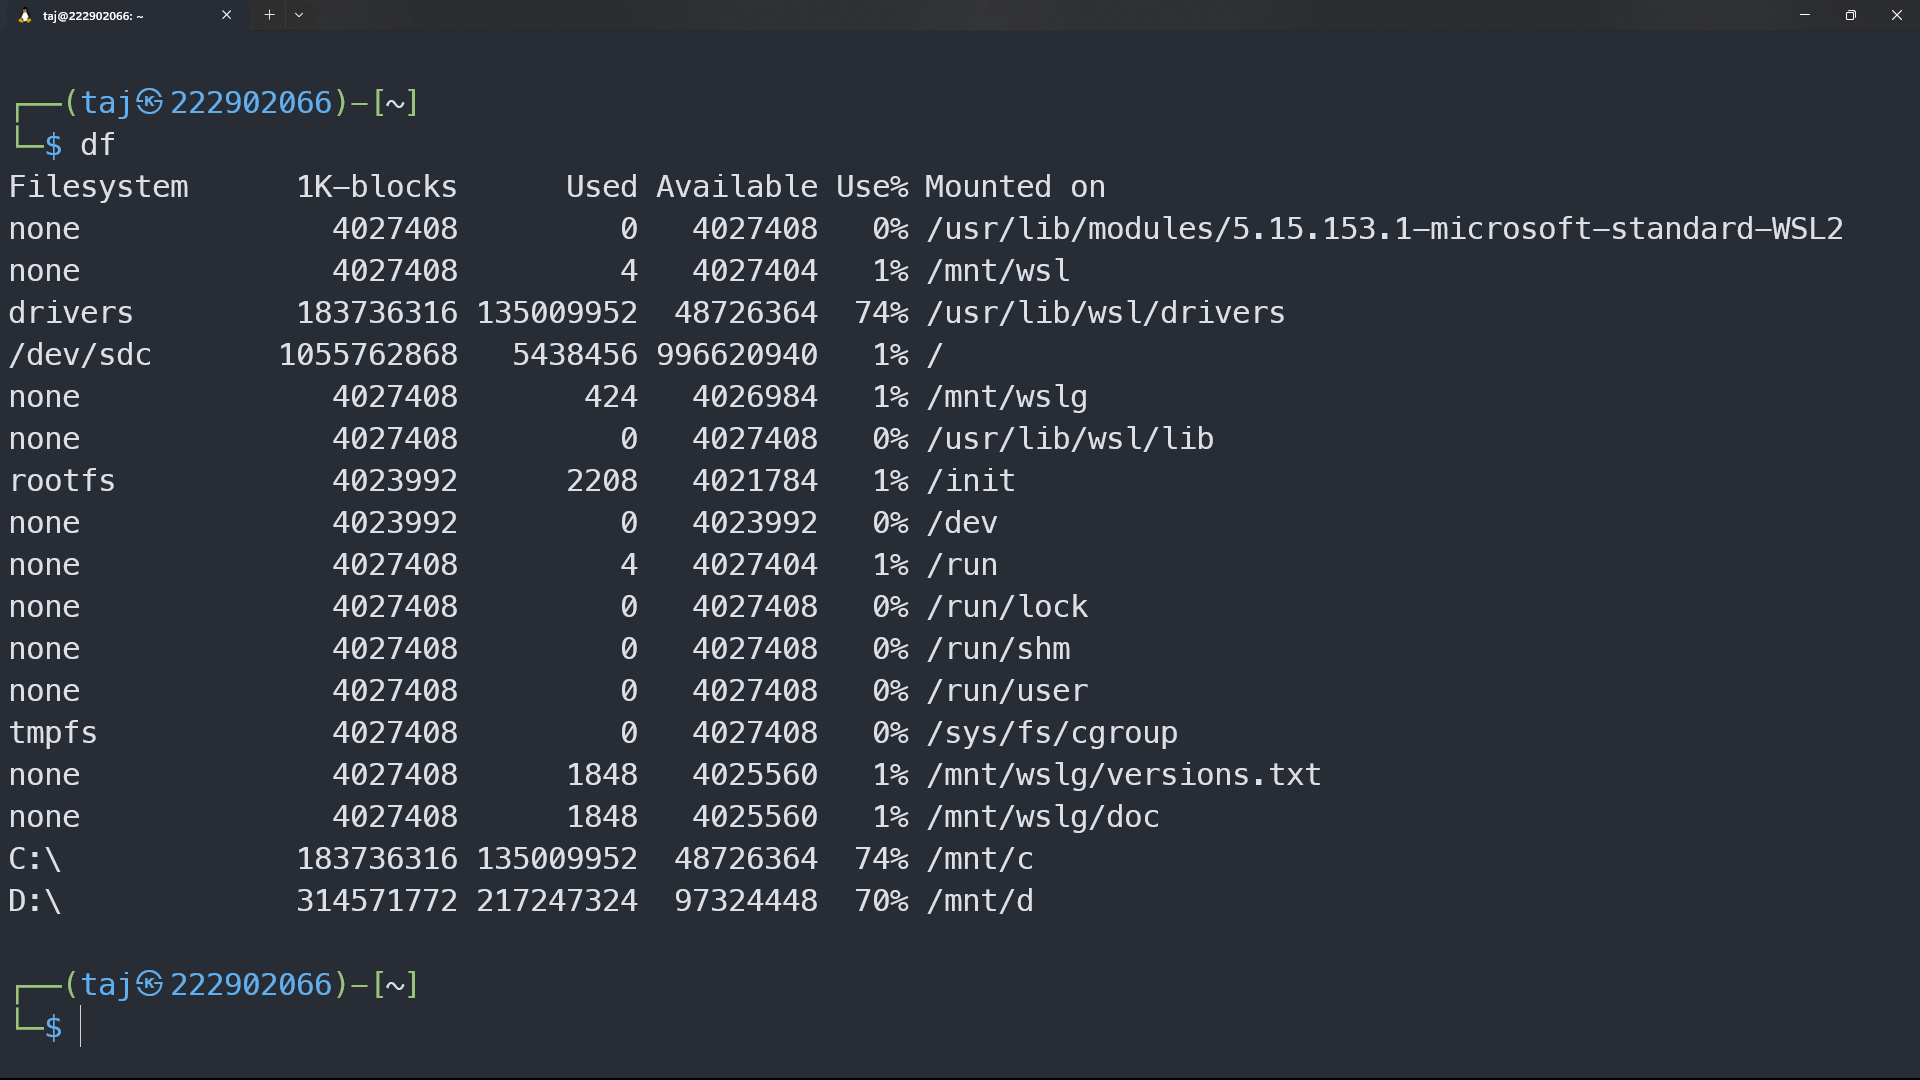 taj@222902066: ~
┌──(taj㉿222902066)-[~]
└─$ df
Filesystem      1K-blocks      Used Available Use% Mounted on
none              4027408         0   4027408   0% /usr/lib/modules/5.15.153.1-microsoft-standard-WSL2
none              4027408         4   4027404   1% /mnt/wsl
drivers         183736316 135009952  48726364  74% /usr/lib/wsl/drivers
/dev/sdc       1055762868   5438456 996620940   1% /
none              4027408       424   4026984   1% /mnt/wslg
none              4027408         0   4027408   0% /usr/lib/wsl/lib
rootfs            4023992      2208   4021784   1% /init
none              4023992         0   4023992   0% /dev
none              4027408         4   4027404   1% /run
none              4027408         0   4027408   0% /run/lock
none              4027408         0   4027408   0% /run/shm
none              4027408         0   4027408   0% /run/user
tmpfs             4027408         0   4027408   0% /sys/fs/cgroup
none              4027408      1848   4025560   1% /mnt/wslg/versions.txt
none              4027408      1848   4025560   1% /mnt/wslg/doc
C:\             183736316 135009952  48726364  74% /mnt/c
D:\             314571772 217247324  97324448  70% /mnt/d
┌──(taj㉿222902066)-[~]
└─$